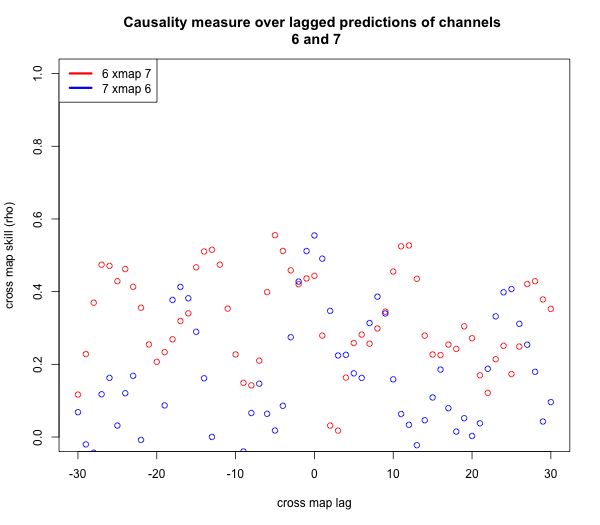 Causality measure over lagged predictions of channels
6 and 7
6 xmap 7
7 xmap 6
1.0
0.8
0.6
0.4
0.2
0.0
cross map skill (rho)
-30 -20 -10 0 10 20 30
cross map lag